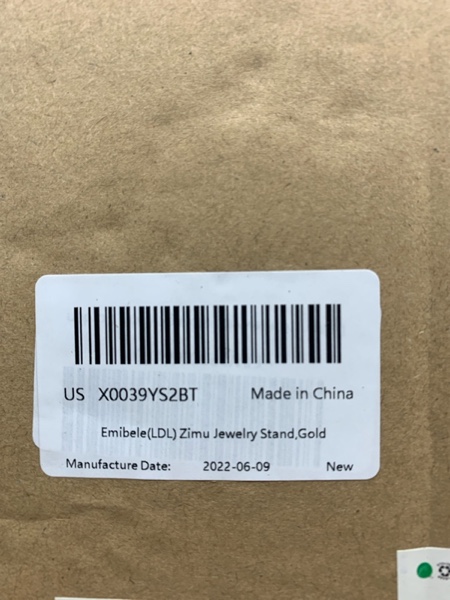 US X0039YS2BT Made in China
Emibele(LDL) Zimu Jewelry Stand,Gold
Manufacture Date: 2022-06-09 New